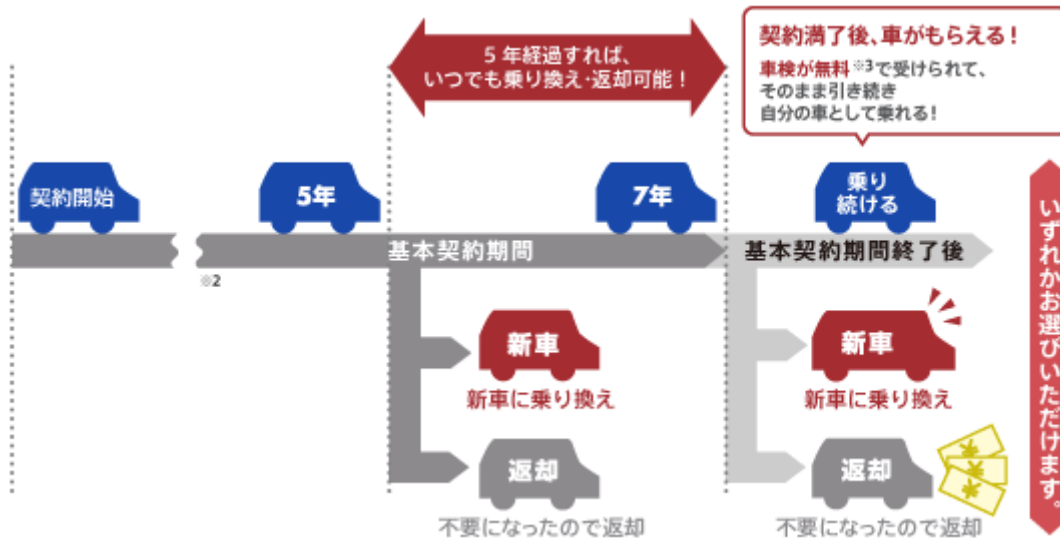 5 年経過すれば、
いつでも乗り換え・返却可能！
契約満了後、車がもらえる！
車検が無料※3で受けられて、
そのまま引き続き
自分の車として乗れる！
契約開始
5年
7年
乗り
続ける
基本契約期間
基本契約期間終了後
※2
新車
新車に乗り換え
返却
不要になったので返却
新車
新車に乗り換え
返却
不要になったので返却
いずれかお選びいただけます。